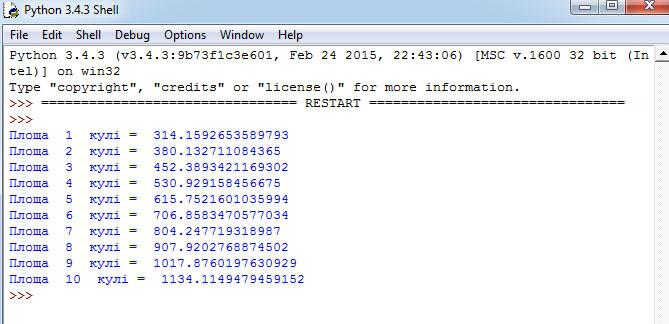 Python 3.4.3 Shell
File Edit Shell Debug Options Window Help
Python 3.4.3 (v3.4.3:9b73f1c3e601, Feb 24 2015, 22:43:06) [MSC v.1600 32 bit (In
tel)] on win32
Type "copyright", "credits" or "license()" for more information.
>>> ================================ RESTART ================================
>>>
Площа 1 кулі = 314.1592653589793
Площа 2 кулі = 380.132711084365
Площа 3 кулі = 452.3893421169302
Площа 4 кулі = 530.929158456675
Площа 5 кулі = 615.7521601035994
Площа 6 кулі = 706.8583470577034
Площа 7 кулі = 804.247719318987
Площа 8 кулі = 907.9202768874502
Площа 9 кулі = 1017.8760197630929
Площа 10 кулі = 1134.1149479459152
>>>